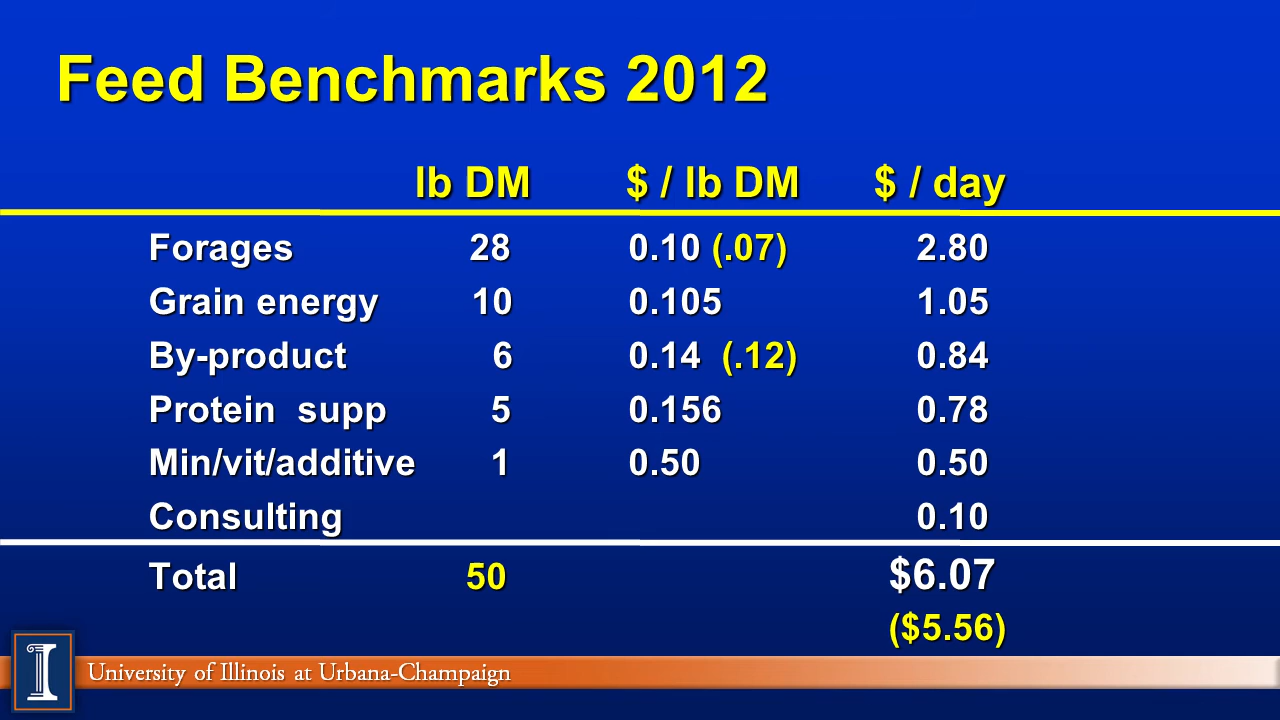 Feed Benchmarks 2012
lb DM $ / lb DM $ / day
Forages 28 0.10 (.07) 2.80
Grain energy 10 0.105 1.05
By-product 6 0.14 (.12) 0.84
Protein supp 5 0.156 0.78
Min/vit/additive 1 0.50 0.50
Consulting 0.10
Total 50 $6.07
($5.56)
I
University of Illinois at Urbana-Champaign